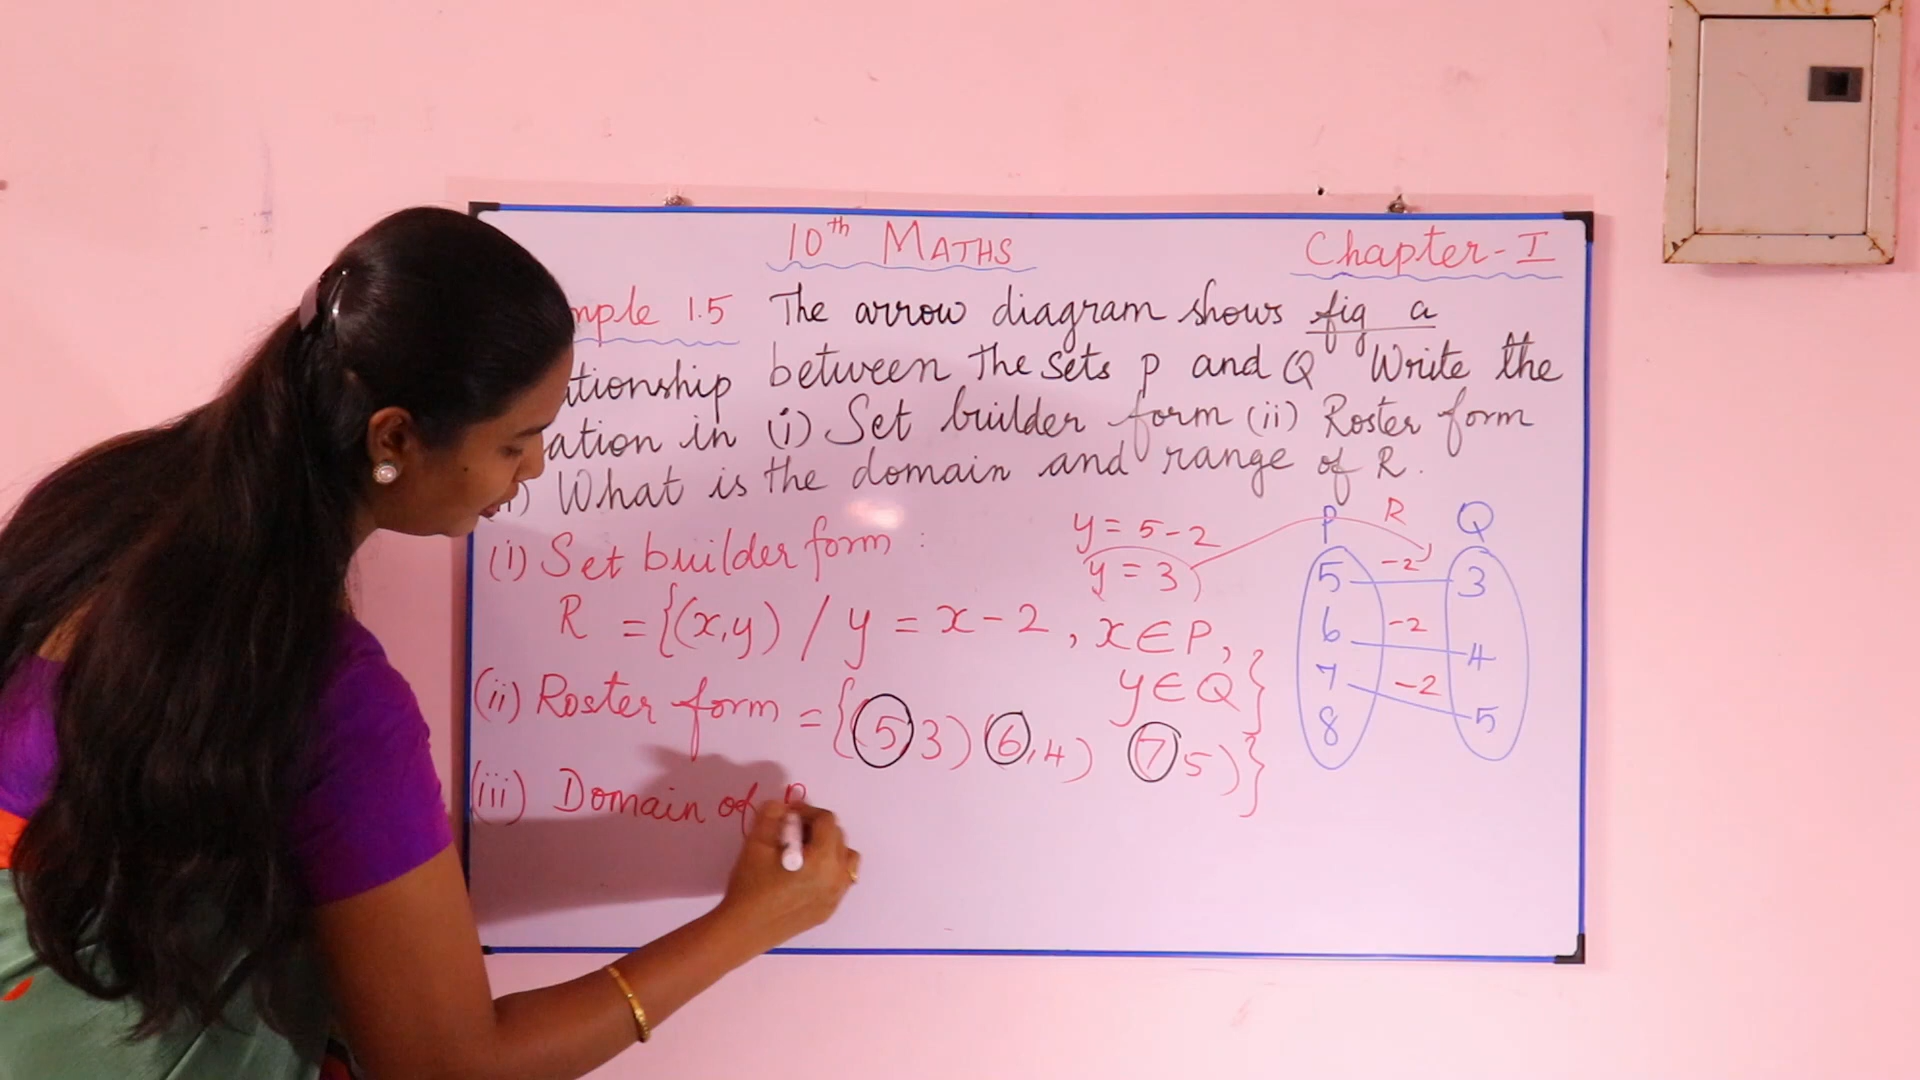 10th MATHS
Chapter-I
mple 1.5 The arrow diagram shows fig a
ationship between the sets P and Q Write the
ation in (i) Set builder form (ii) Roster form
) What is the domain and range of R.
(i) Set builder form :
y = 5-2
y = 3
R = {(x,y) / y = x-2, x∈P,
y∈Q}
(ii) Roster form = {(5 3) (6,4) (7 5)}
(iii) Domain of R
P R Q
5 -2 3
6 -2 4
7 -2 5
8